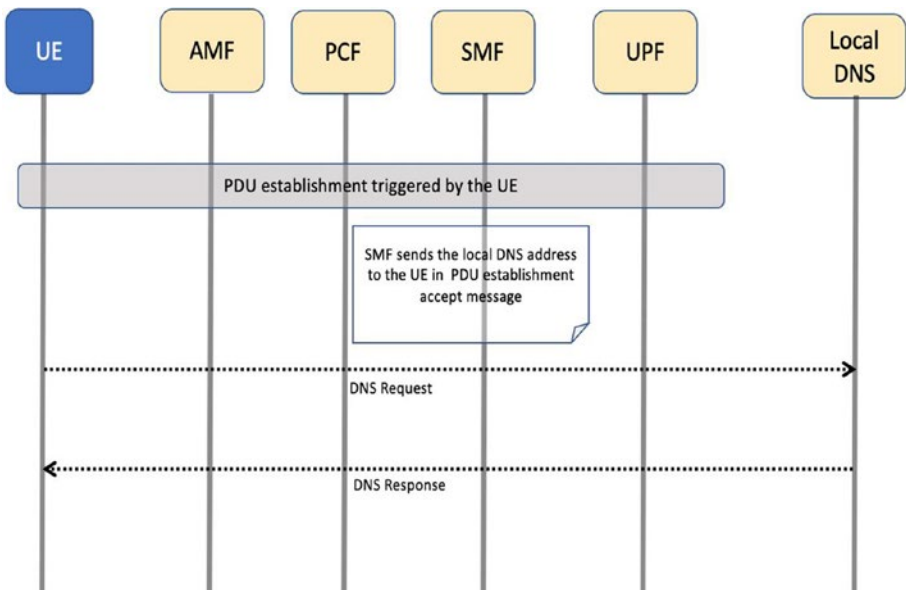 UE
AMF
PCF
SMF
UPF
Local
DNS
PDU establishment triggered by the UE
SMF sends the local DNS address
to the UE in PDU establishment
accept message
DNS Request
DNS Response